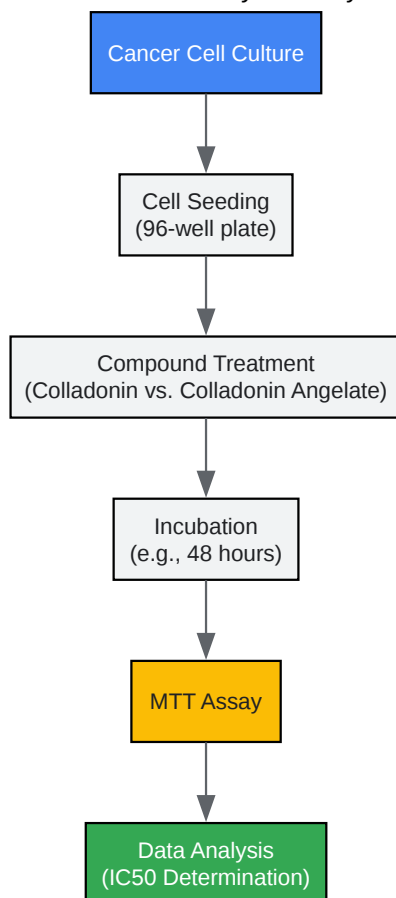 Cancer Cell Culture
Cell Seeding
(96-well plate)
Compound Treatment
(Colladonin vs. Colladonin Angelate)
Incubation
(e.g., 48 hours)
MTT Assay
Data Analysis
(IC50 Determination)